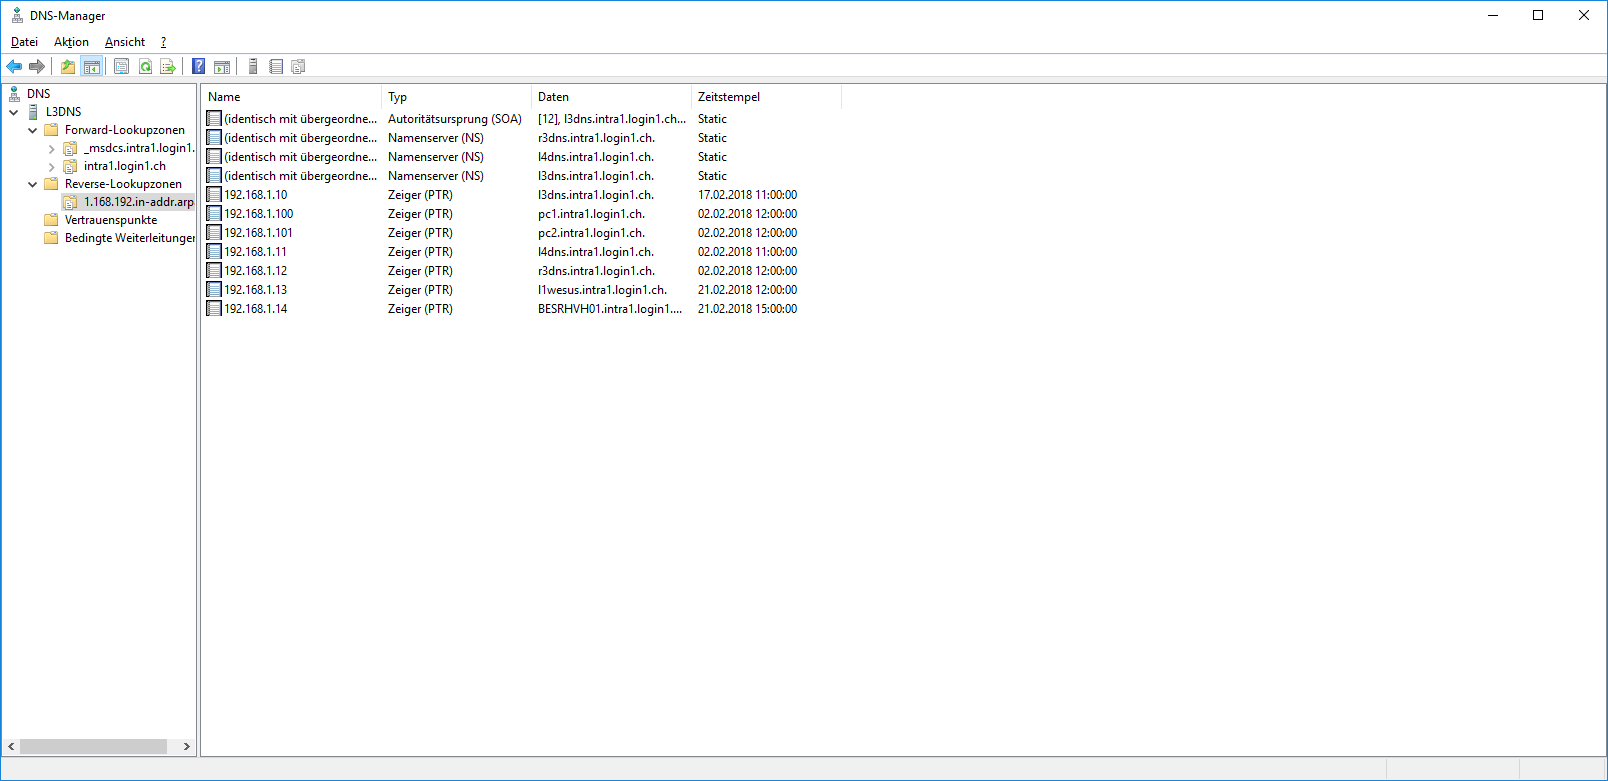 DNS-Manager
Datei Aktion Ansicht ?
DNS
L3DNS
Forward-Lookupzonen
_msdcs.intra1.login1.
intra1.login1.ch
Reverse-Lookupzonen
1.168.192.in-addr.arp
Vertrauenspunkte
Bedingte Weiterleitunger
Name Typ Daten Zeitstempel
(identisch mit übergeordne... Autoritätsursprung (SOA) [12], l3dns.intra1.login1.ch... Static
(identisch mit übergeordne... Namenserver (NS) r3dns.intra1.login1.ch. Static
(identisch mit übergeordne... Namenserver (NS) l4dns.intra1.login1.ch. Static
(identisch mit übergeordne... Namenserver (NS) l3dns.intra1.login1.ch. Static
192.168.1.10 Zeiger (PTR) l3dns.intra1.login1.ch. 17.02.2018 11:00:00
192.168.1.100 Zeiger (PTR) pc1.intra1.login1.ch. 02.02.2018 12:00:00
192.168.1.101 Zeiger (PTR) pc2.intra1.login1.ch. 02.02.2018 12:00:00
192.168.1.11 Zeiger (PTR) l4dns.intra1.login1.ch. 02.02.2018 11:00:00
192.168.1.12 Zeiger (PTR) r3dns.intra1.login1.ch. 02.02.2018 12:00:00
192.168.1.13 Zeiger (PTR) l1wesus.intra1.login1.ch. 21.02.2018 12:00:00
192.168.1.14 Zeiger (PTR) BESRHVH01.intra1.login1.... 21.02.2018 15:00:00